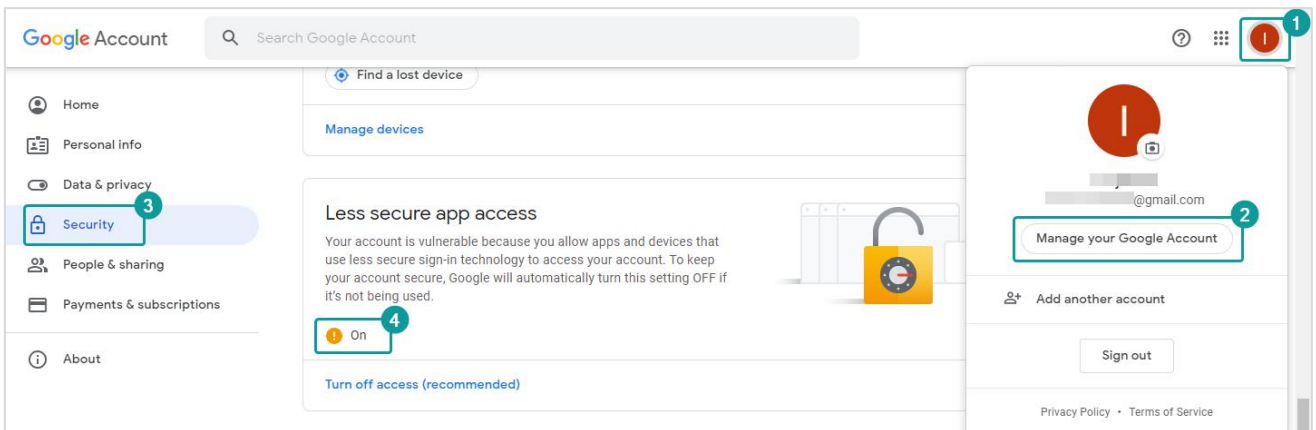 Google Account
Search Google Account
1
Find a lost device
Manage devices
Home
Personal info
Data & privacy
3
Security
People & sharing
Payments & subscriptions
About
Less secure app access
Your account is vulnerable because you allow apps and devices that
use less secure sign-in technology to access your account. To keep
your account secure, Google will automatically turn this setting OFF if
it's not being used.
4
On
Turn off access (recommended)
I
I
@gmail.com
2
Manage your Google Account
Add another account
Sign out
Privacy Policy • Terms of Service